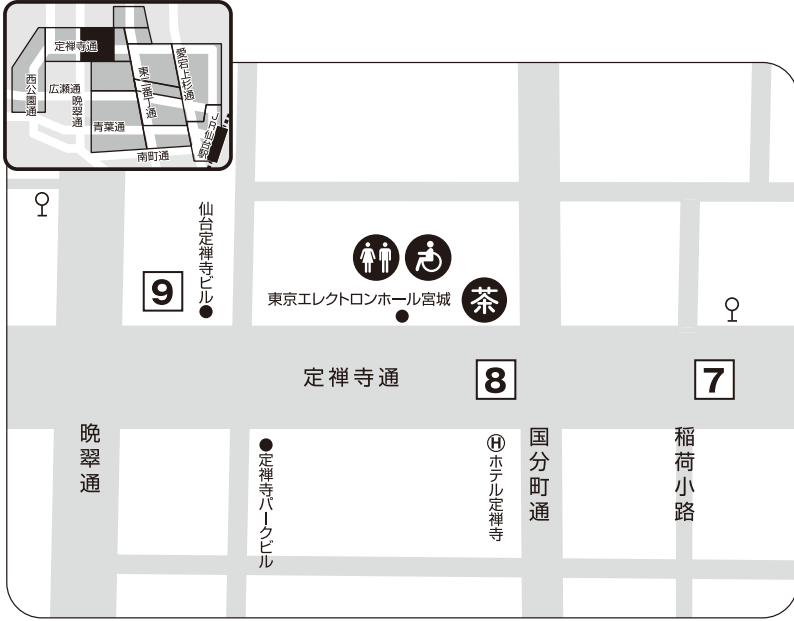 定禅寺通
西公園通
広瀬通
晩翠通
青葉通
南町通
東二番丁通
愛宕上杉通
JR仙台駅
仙台定禅寺ビル
9
東京エレクトロンホール宮城
茶
定禅寺通
8
7
晩翠通
定禅寺パークビル
H
ホテル定禅寺
国分町通
稲荷小路